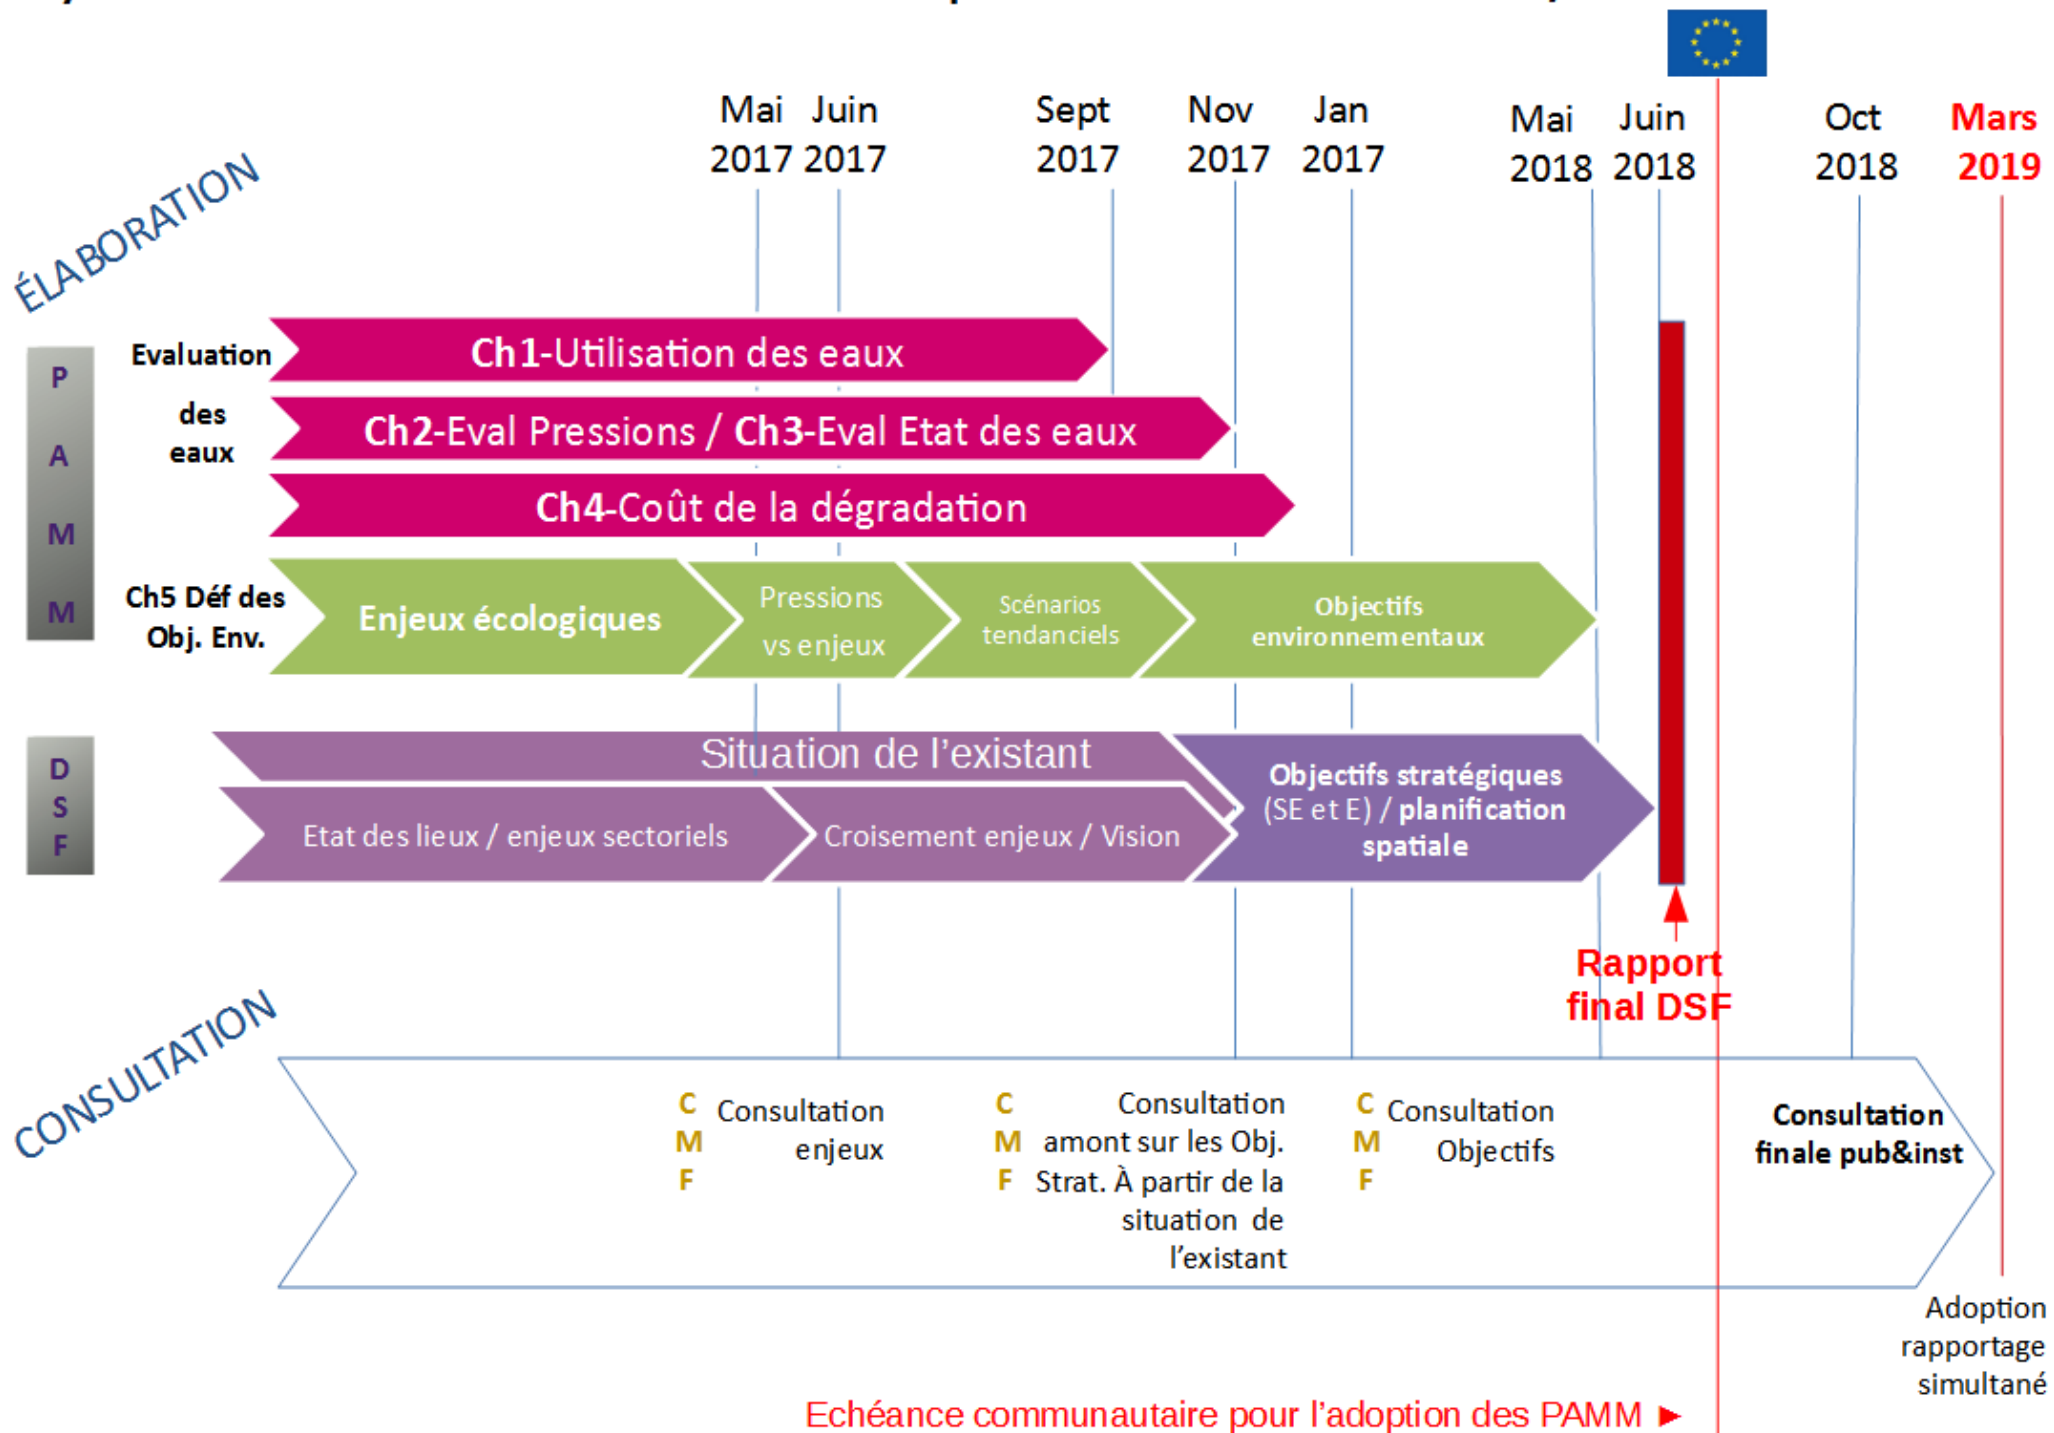 Mai Juin Sept Nov Jan Mai Juin Oct Mars
2017 2017 2017 2017 2017 2018 2018 2018 2019
ÉLABORATION
P
A
M
M
Evaluation
des
eaux
Ch1-Utilisation des eaux
Ch2-Eval Pressions / Ch3-Eval Etat des eaux
Ch4-Coût de la dégradation
Ch5 Déf des
Obj. Env.
Enjeux écologiques
Pressions
vs enjeux
Scénarios
tendanciels
Objectifs
environnementaux
D
S
F
Situation de l’existant
Etat des lieux / enjeux sectoriels
Croisement enjeux / Vision
Objectifs stratégiques
(SE et E) / planification
spatiale
Rapport
final DSF
CONSULTATION
C
M
F
Consultation
enjeux
C
M
F
Consultation
amont sur les Obj.
Strat. À partir de la
situation de
l’existant
C
M
F
Consultation
Objectifs
Consultation
finale pub&inst
Adoption
rapportage
simultané
Echéance communautaire pour l’adoption des PAMM ►